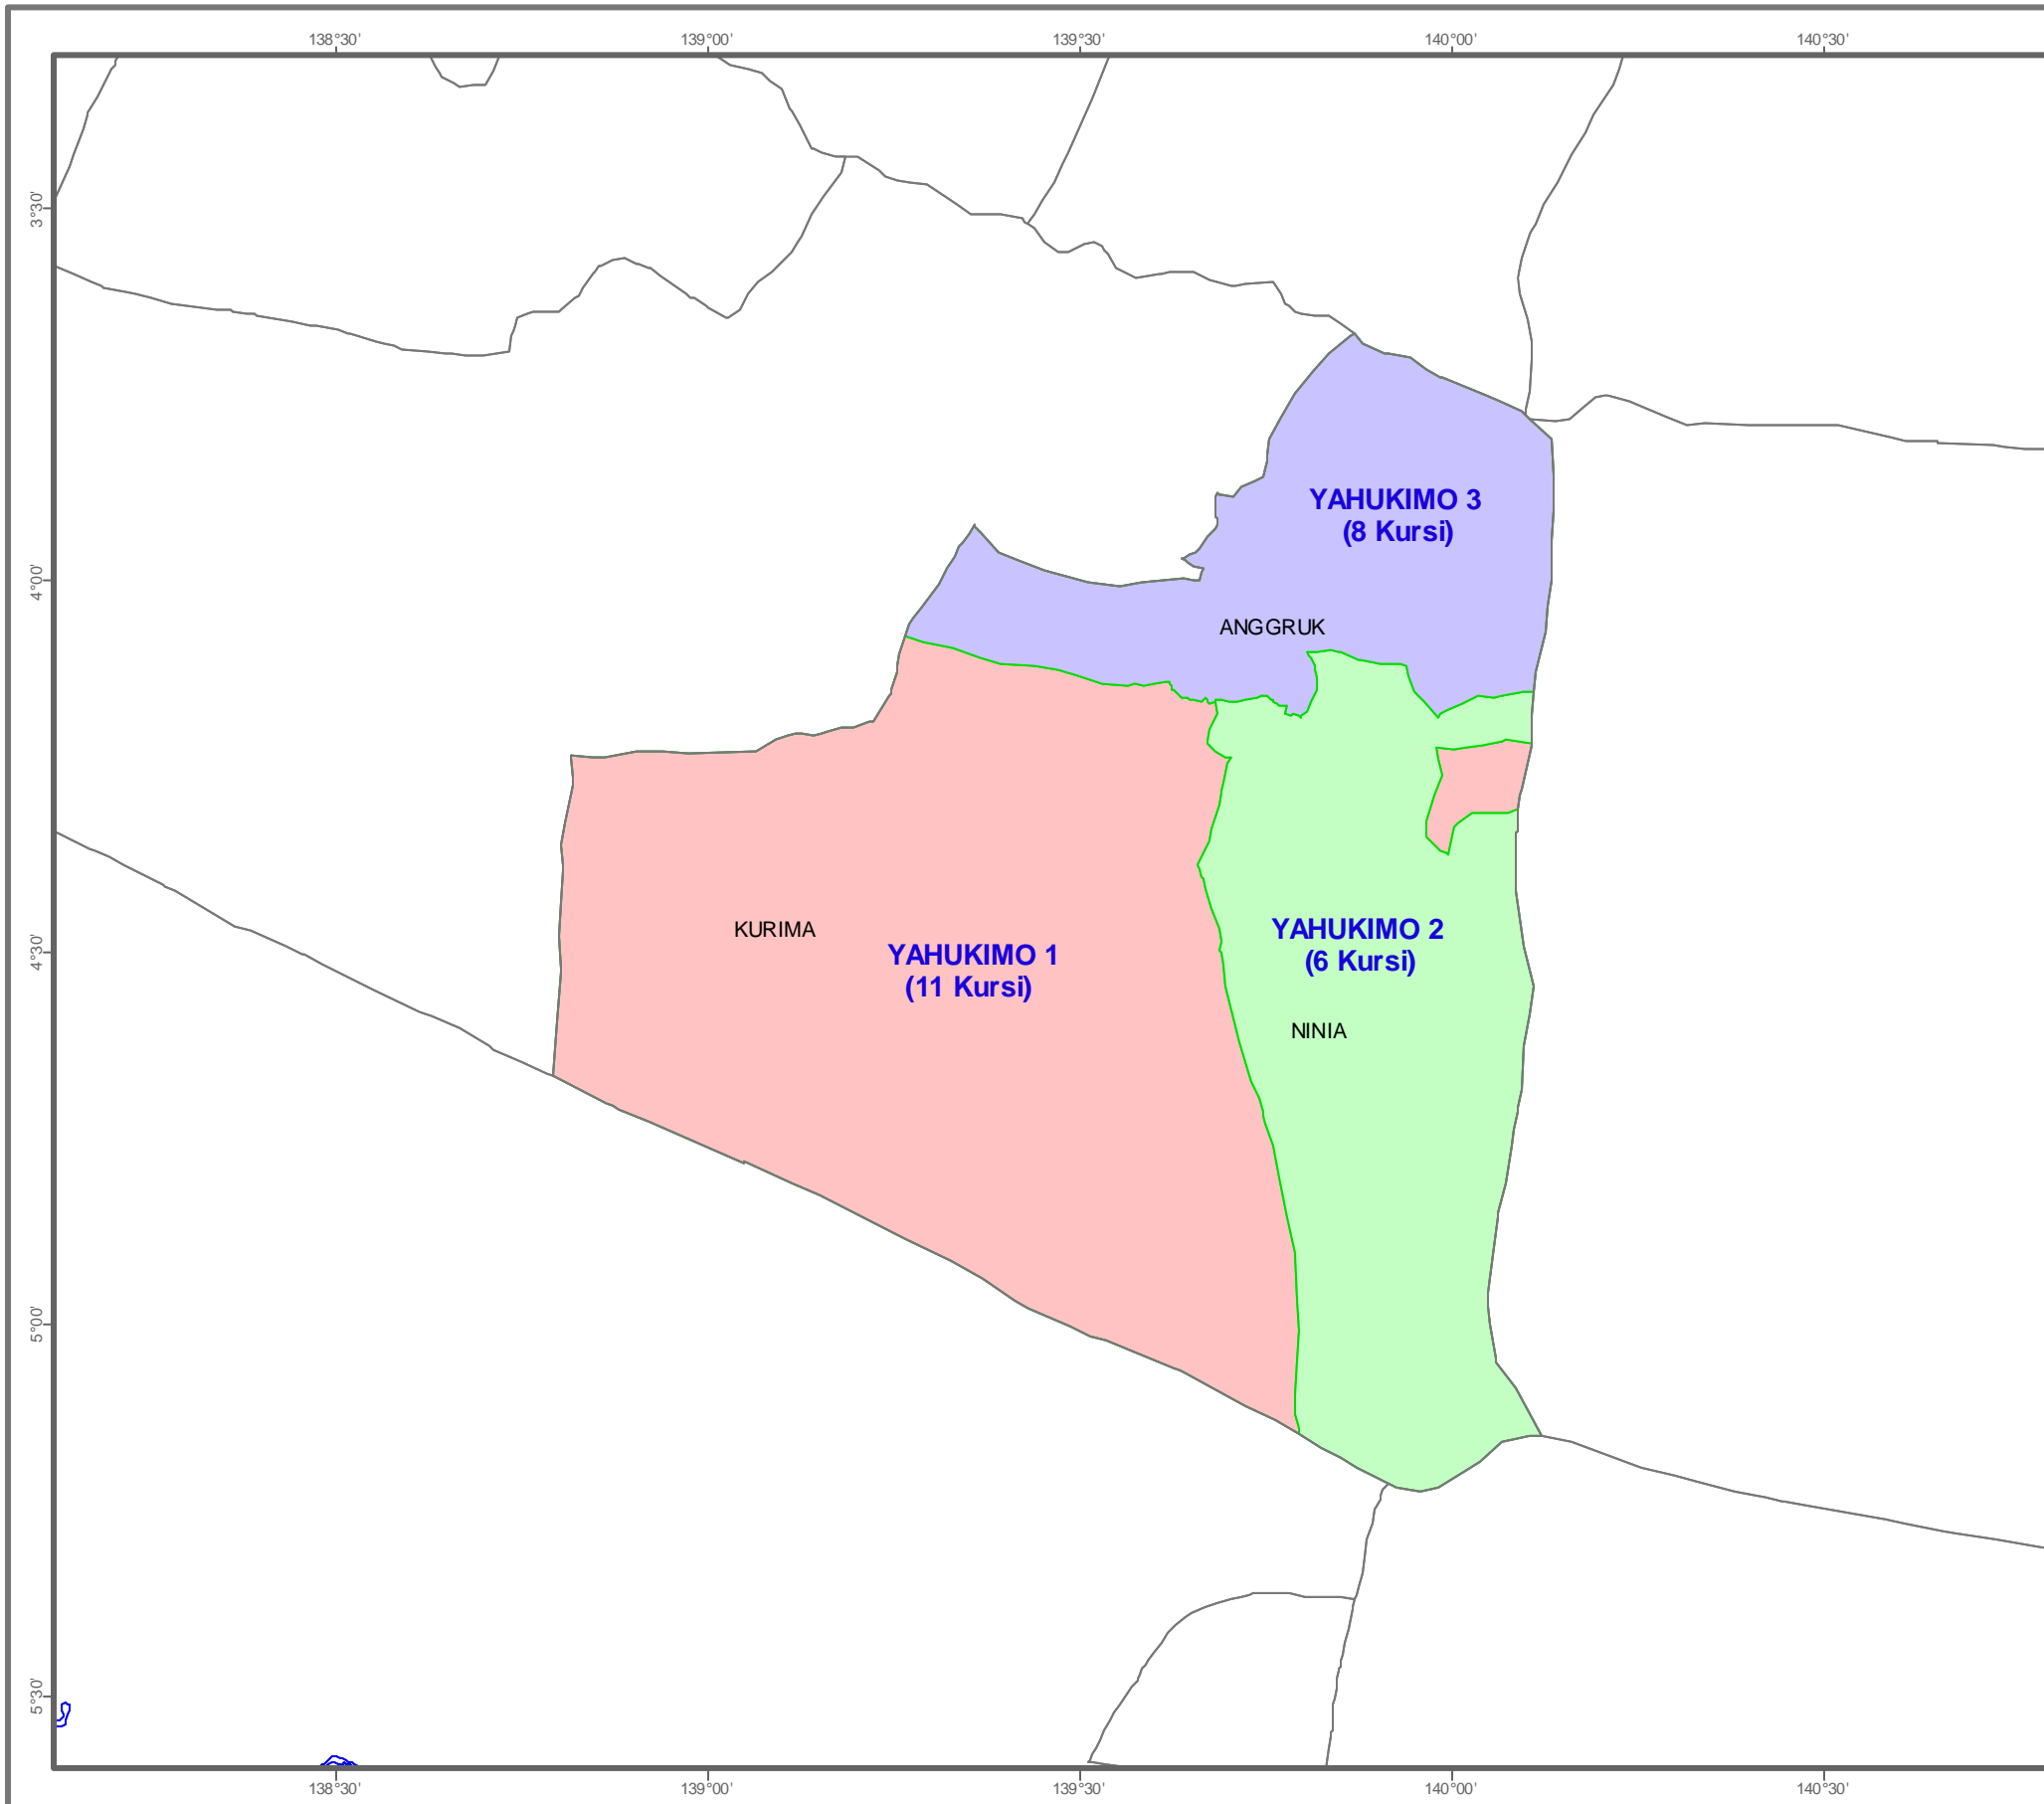 138°30'
139°00'
139°30'
140°00'
140°30'
3°30'
YAHUKIMO 3
(8 Kursi)
4°00'
ANGGRUK
KURIMA
YAHUKIMO 1
(11 Kursi)
YAHUKIMO 2
(6 Kursi)
4°30'
NINIA
5°00'
5°30'
138°30'
139°00'
139°30'
140°00'
140°30'